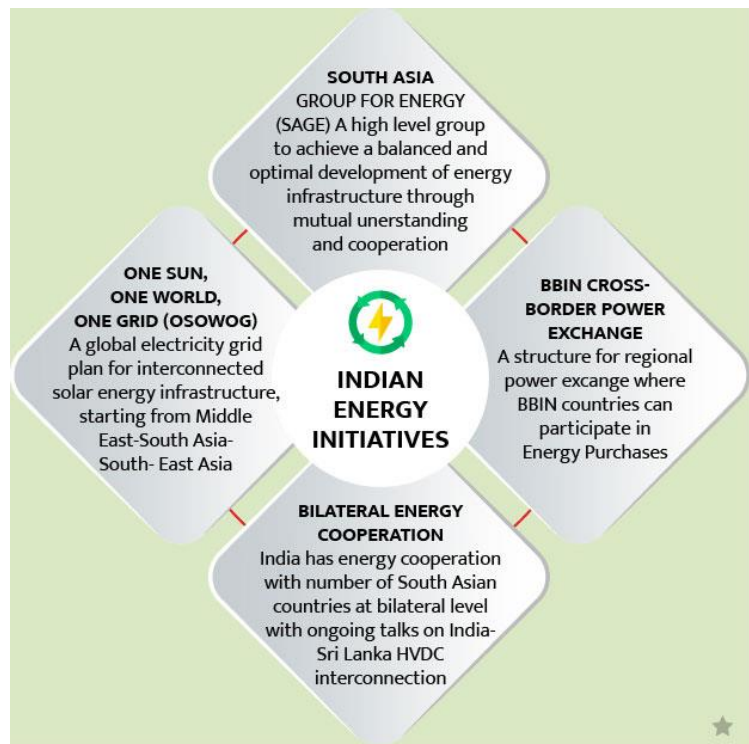 SOUTH ASIA
GROUP FOR ENERGY
(SAGE) A high level group
to achieve a balanced and
optimal development of energy
infrastructure through
mutual unerstanding
and cooperation
ONE SUN,
ONE WORLD,
ONE GRID (OSOWOG)
A global electricity grid
plan for interconnected
solar energy infrastructure,
starting from Middle
East-South Asia-
South- East Asia
INDIAN
ENERGY
INITIATIVES
BBIN CROSS-
BORDER POWER
EXCHANGE
A structure for regional
power excange where
BBIN countries can
participate in
Energy Purchases
BILATERAL ENERGY
COOPERATION
India has energy cooperation
with number of South Asian
countries at bilateral level
with ongoing talks on India-
Sri Lanka HVDC
interconnection